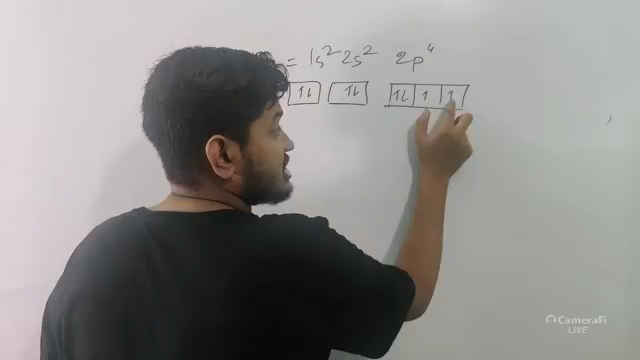 = 1s² 2s² 2p⁴
↿⇂ ↿⇂ ↿⇂ ↿ ↿
CameraFi
LIVE